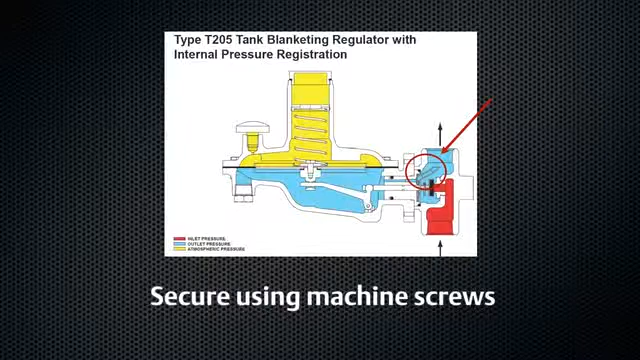 Type T205 Tank Blanketing Regulator with
Internal Pressure Registration
INLET PRESSURE
OUTLET PRESSURE
ATMOSPHERIC PRESSURE
Secure using machine screws